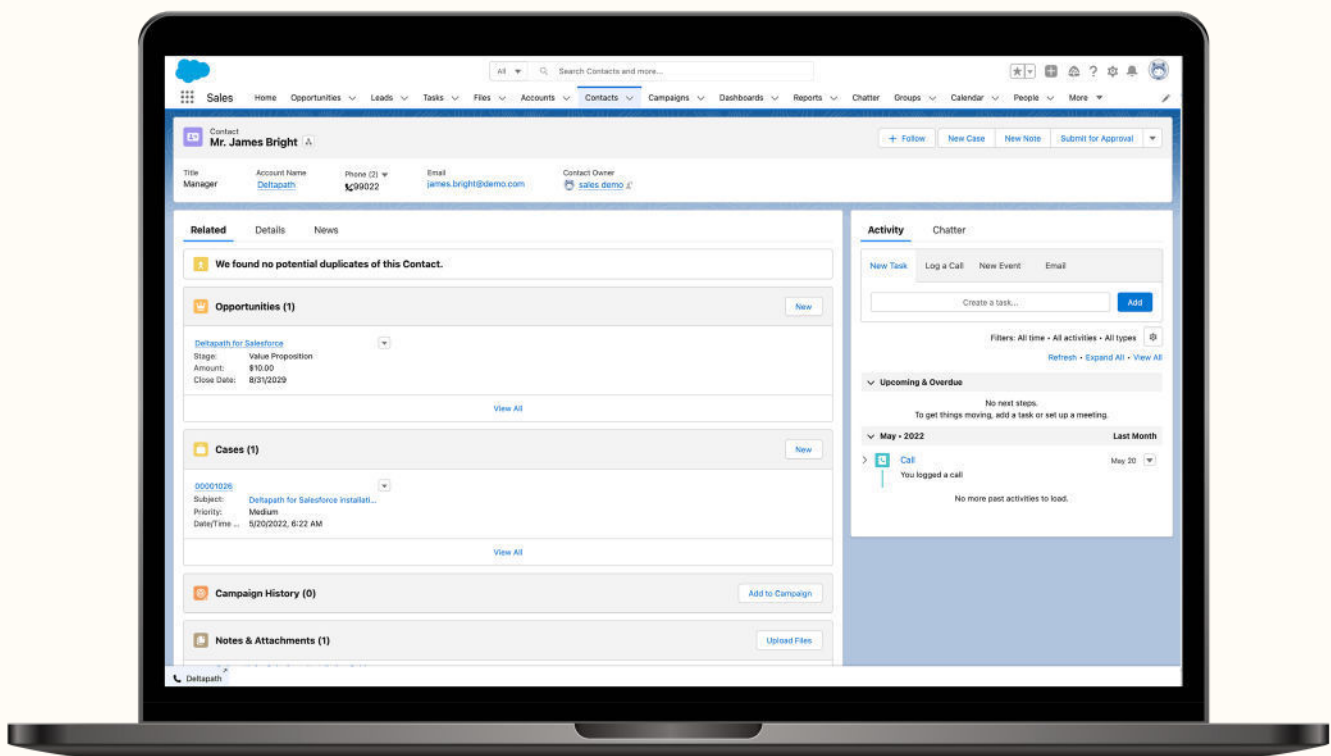 All
Search Contacts and more...
Sales Home Opportunities Leads Tasks Files Accounts Contacts Campaigns Dashboards Reports Chatter Groups Calendar People More
Contact
Mr. James Bright
+ Follow New Case New Note Submit for Approval
Title Account Name Phone (2) Email Contact Owner
Manager Deltapath 99022 james.bright@demo.com sales demo
Related Details News
We found no potential duplicates of this Contact.
Opportunities (1) New
Deltapath for Salesforce
Stage: Value Proposition
Amount: $10.00
Close Date: 8/31/2029
View All
Cases (1) New
00001026
Subject: Deltapath for Salesforce installati...
Priority: Medium
Date/Time ... 5/20/2022, 6:22 AM
View All
Campaign History (0) Add to Campaign
Notes & Attachments (1) Upload Files
Activity Chatter
New Task Log a Call New Event Email
Create a task... Add
Filters: All time • All activities • All types
Refresh • Expand All • View All
Upcoming & Overdue
No next steps.
To get things moving, add a task or set up a meeting.
May • 2022 Last Month
Call May 20
You logged a call
No more past activities to load.
Deltapath